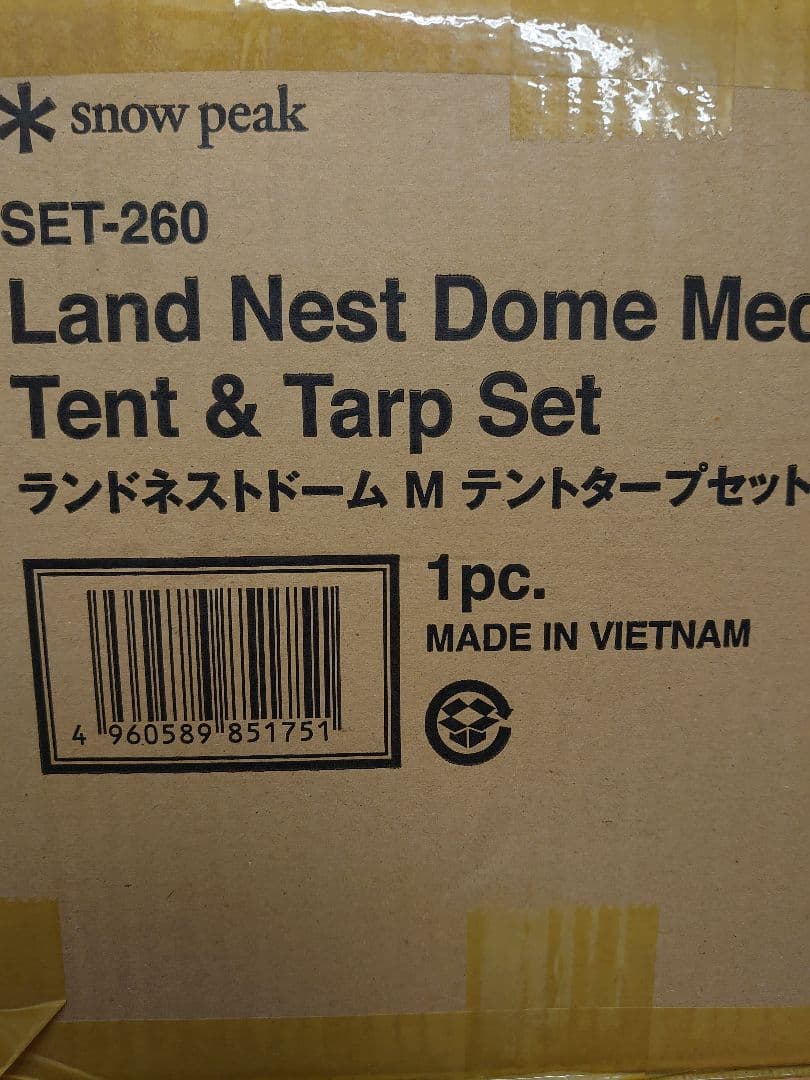 snow peak
SET-260
Land Nest Dome Med
Tent & Tarp Set
ランドネストドーム M テントタープセット
1pc.
MADE IN VIETNAM
4 960589 851751